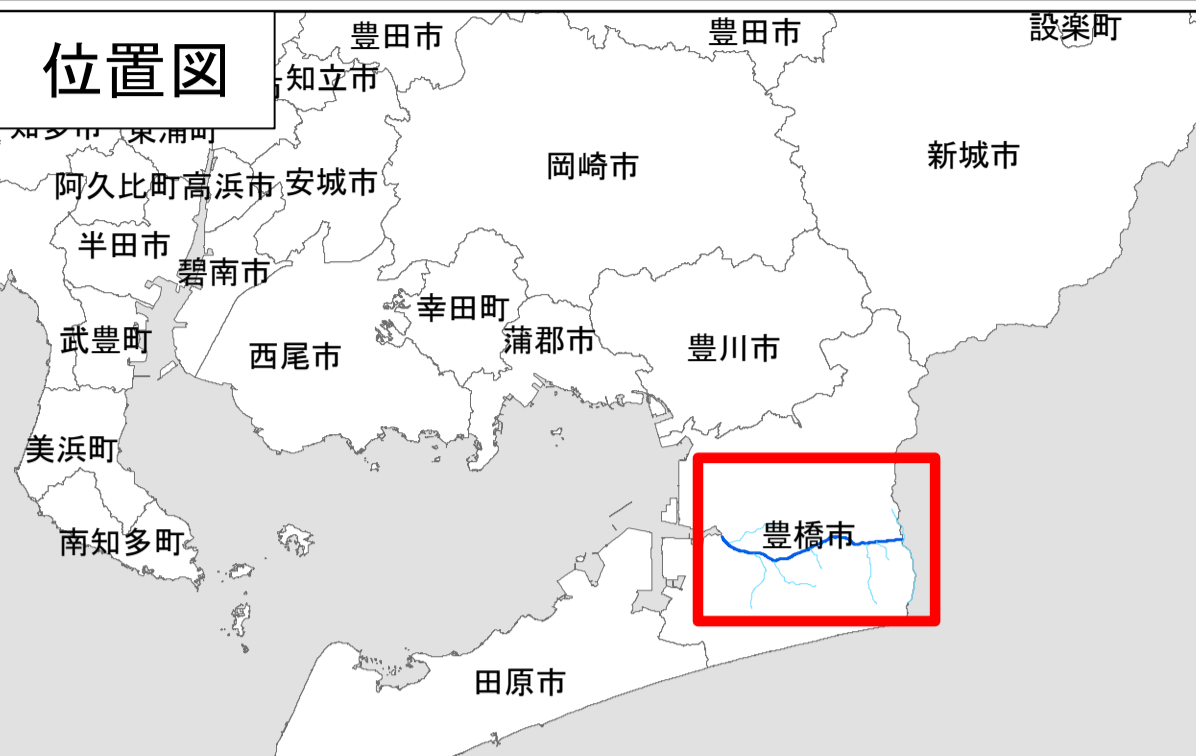 位置図
豊田市
豊田市
設楽町
知立市
知多市
東浦町
岡崎市
新城市
阿久比町
高浜市
安城市
半田市
碧南市
幸田町
武豊町
西尾市
蒲郡市
豊川市
美浜町
南知多町
豊橋市
田原市